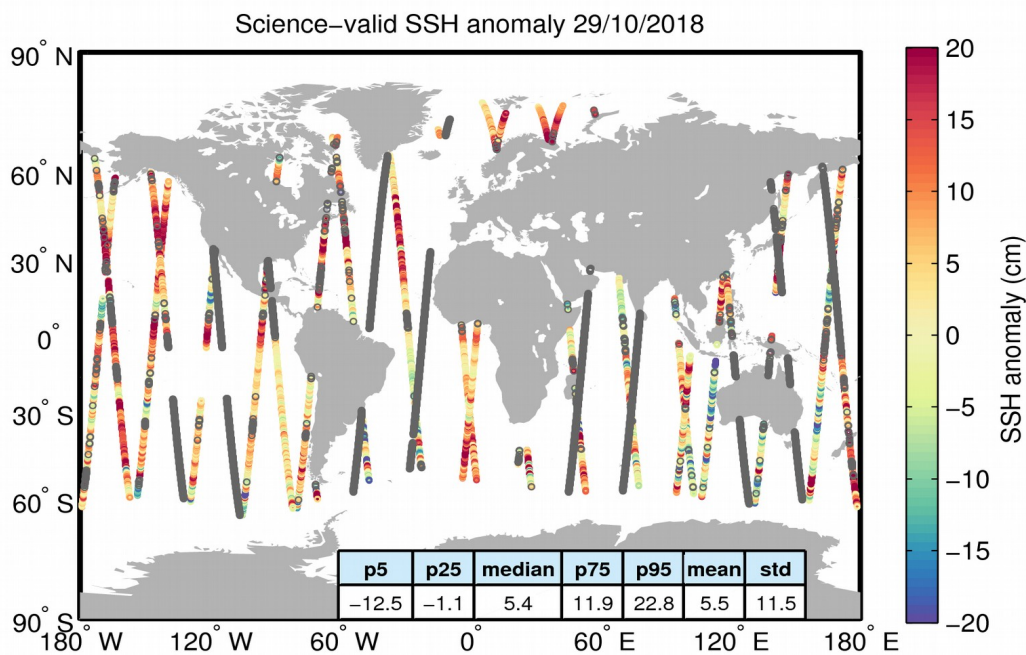 Science−valid SSH anomaly 29/10/2018
90° N
60° N
30° N
0°
30° S
60° S
90° S
180° W 120° W 60° W 0° 60° E 120° E 180° E
p5 p25 median p75 p95 mean std
−12.5 −1.1 5.4 11.9 22.8 5.5 11.5
20
15
10
5
0
−5
−10
−15
−20
SSH anomaly (cm)